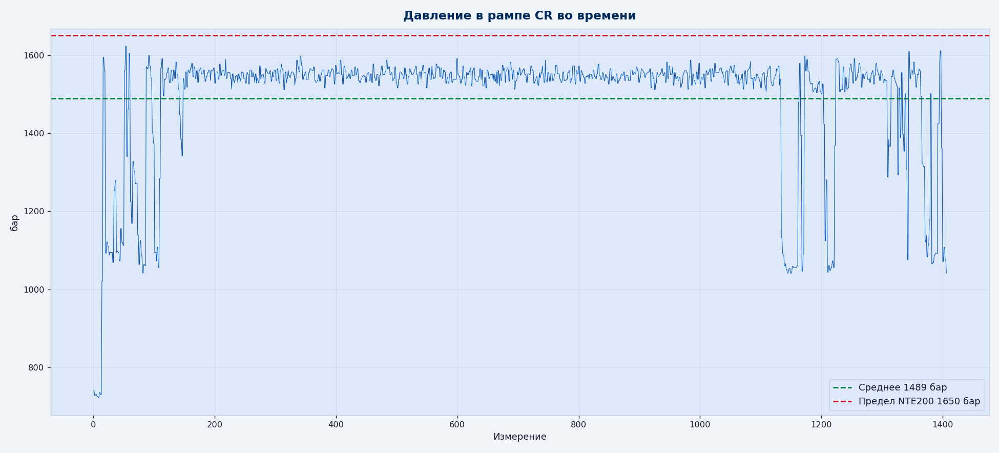 Давление в рампе CR во времени
1600
1400
1200
1000
800
бар
0
200
400
600
800
1000
1200
1400
Измерение
Среднее 1489 бар
Предел NTE200 1650 бар